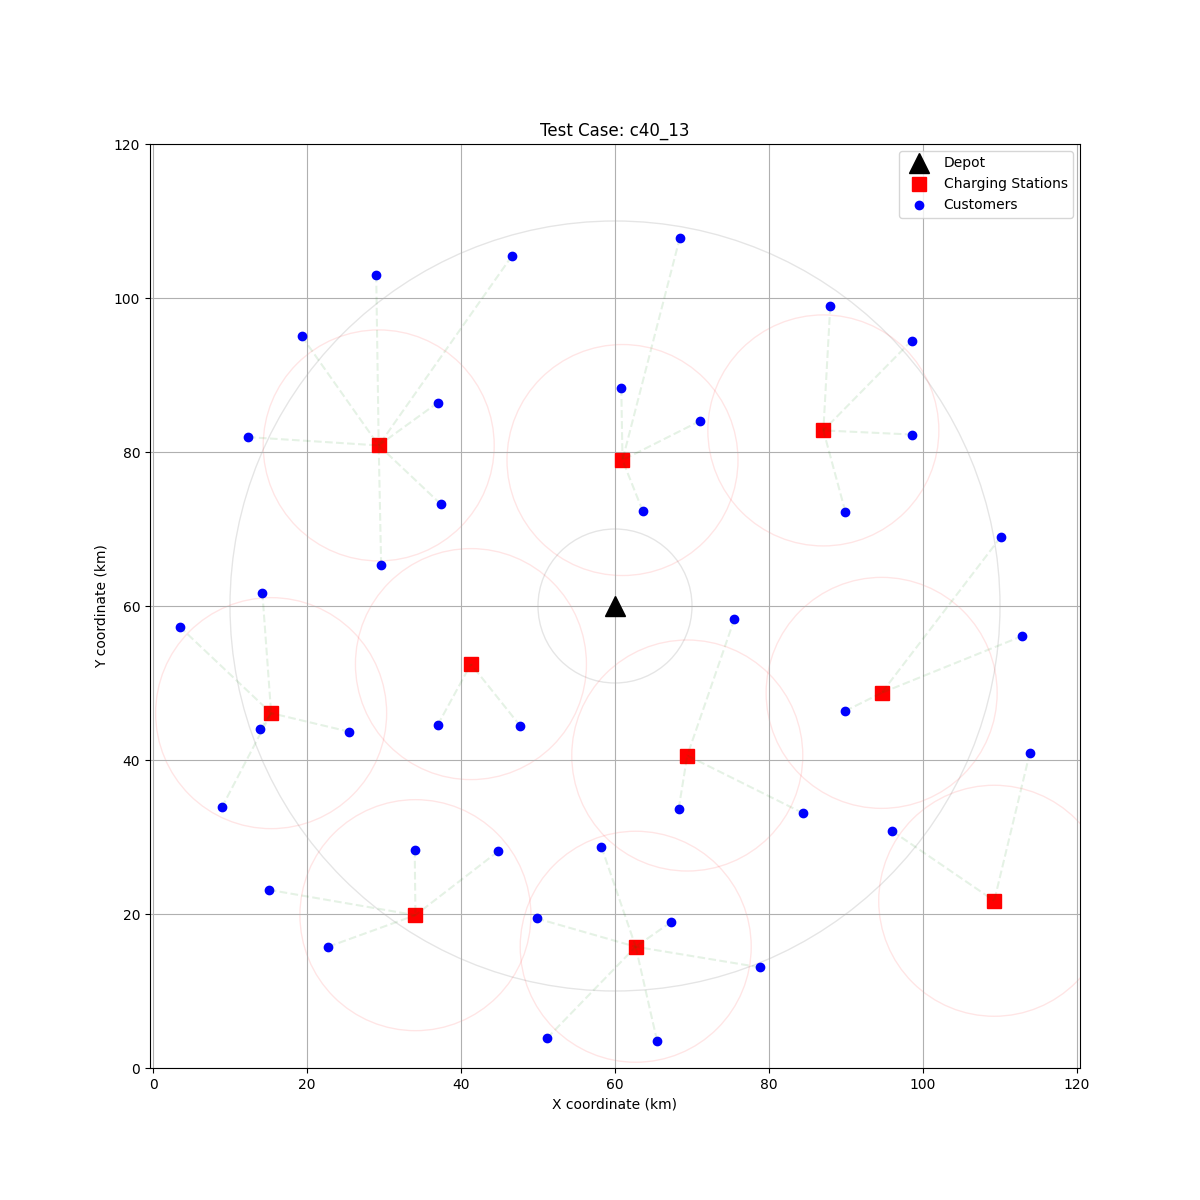 Test Case: c40_13
Depot
Charging Stations
Customers
Y coordinate (km)
120
100
80
60
40
20
0
0 20 40 60 80 100 120
X coordinate (km)